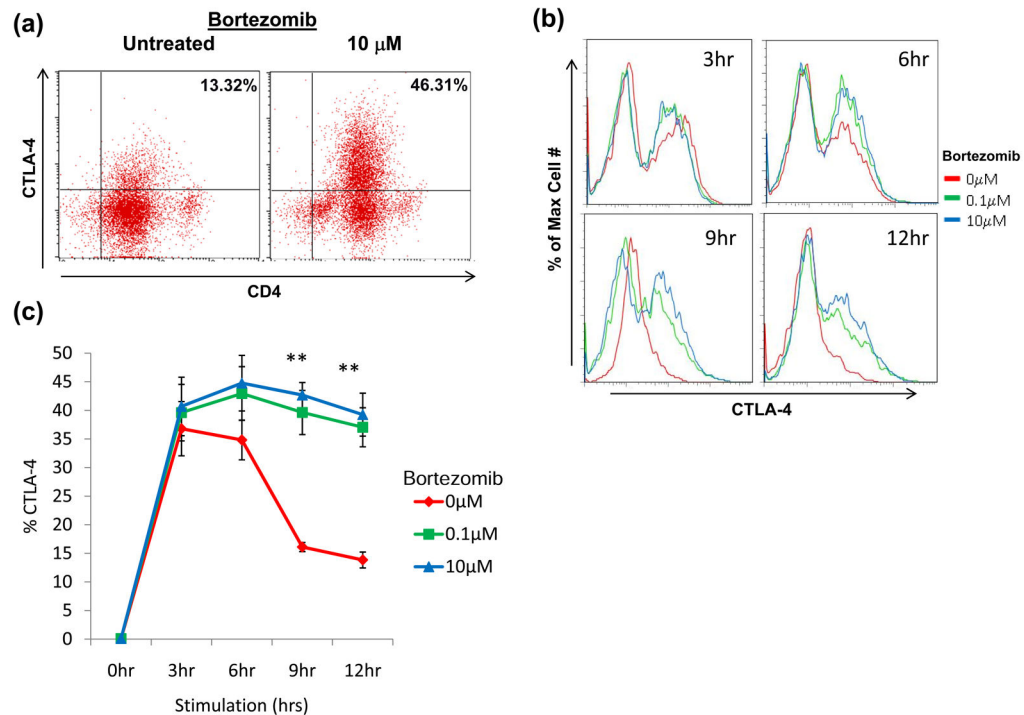 (a)
Bortezomib
Untreated
10 μM
13.32%
46.31%
CTLA-4
CD4
(b)
3hr
6hr
9hr
12hr
% of Max Cell #
CTLA-4
Bortezomib
0μM
0.1μM
10μM
(c)
50
45
40
35
30
25
20
15
10
5
0
% CTLA-4
**
**
0hr 3hr 6hr 9hr 12hr
Stimulation (hrs)
Bortezomib
0μM
0.1μM
10μM